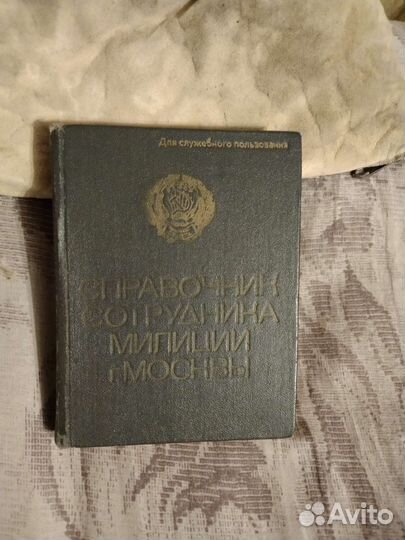 Для служебного пользования
СПРАВОЧНИК
СОТРУДНИКА
МИЛИЦИИ
г МОСКВЫ
Avito